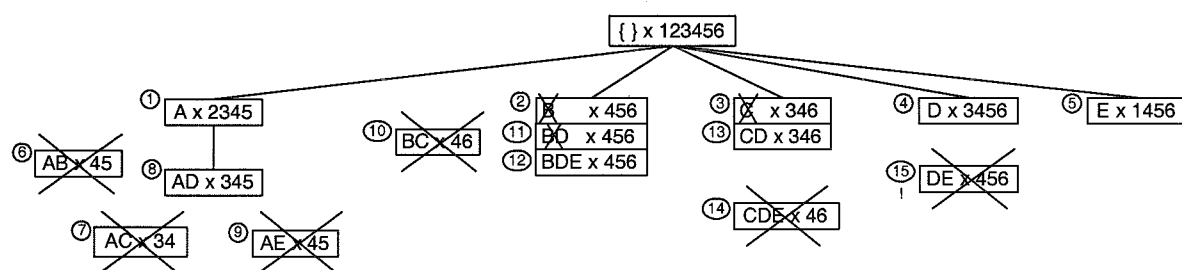 { } x 123456
① A x 2345
② B x 456
③ C x 346
④ D x 3456
⑤ E x 1456
⑩ BC x 46
⑪ BD x 456
⑬ CD x 346
⑥ AB x 45
⑧ AD x 345
⑫ BDE x 456
⑮ DE x 456
!
⑭ CDE x 46
⑦ AC x 34
⑨ AE x 45